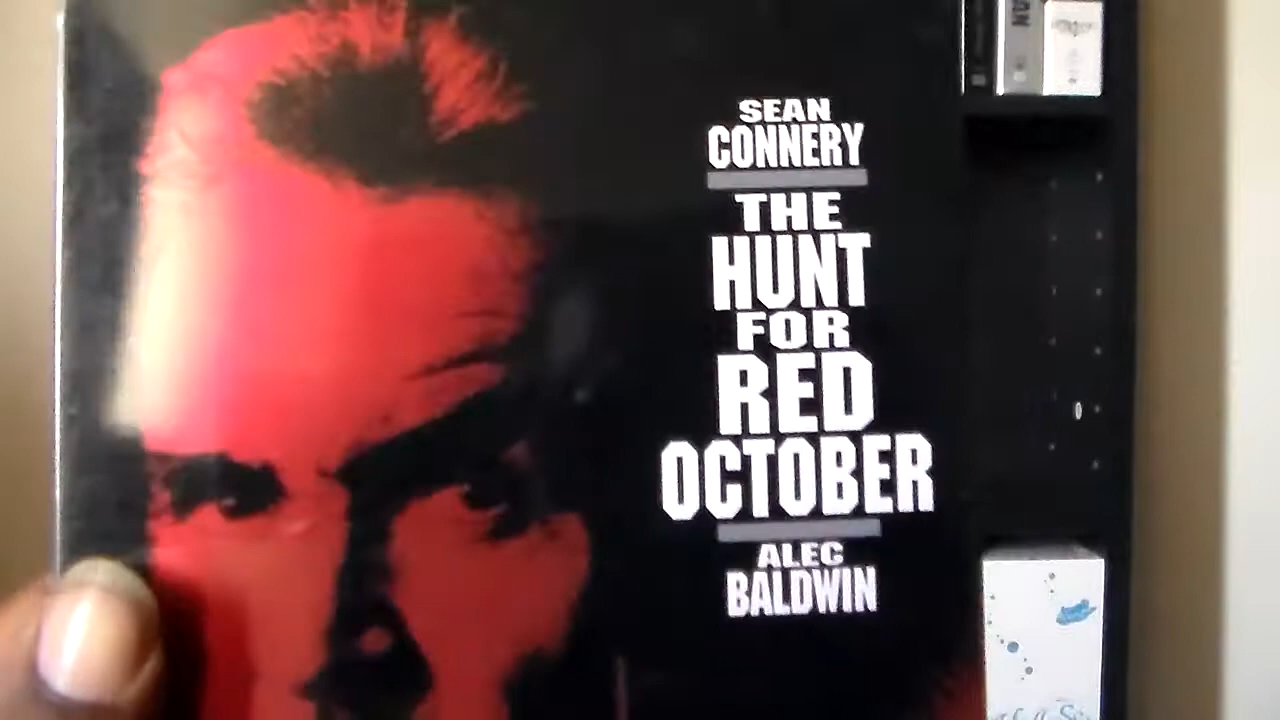 SEAN
CONNERY
THE
HUNT
FOR
RED
OCTOBER
ALEC
BALDWIN